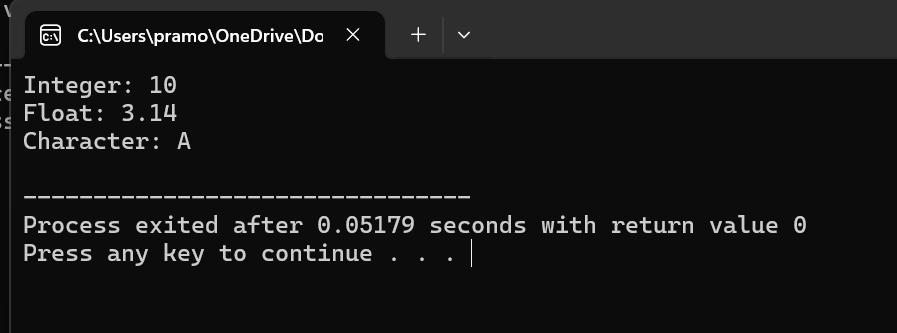 C:\Users\pramo\OneDrive\Do
Integer: 10
Float: 3.14
Character: A
--------------------------------
Process exited after 0.05179 seconds with return value 0
Press any key to continue . . .